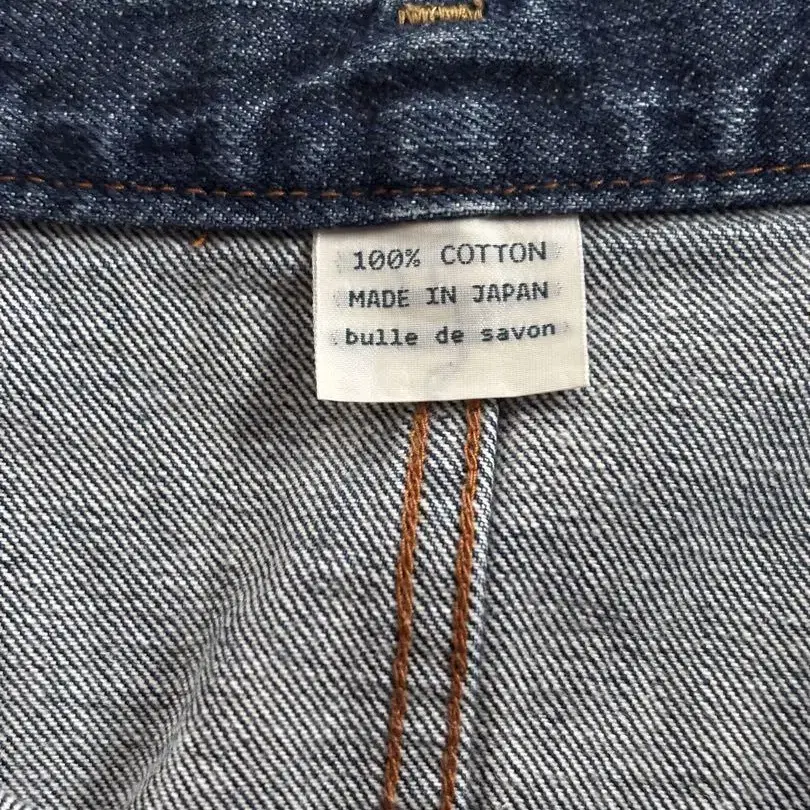 100% COTTON
MADE IN JAPAN
bulle de savon